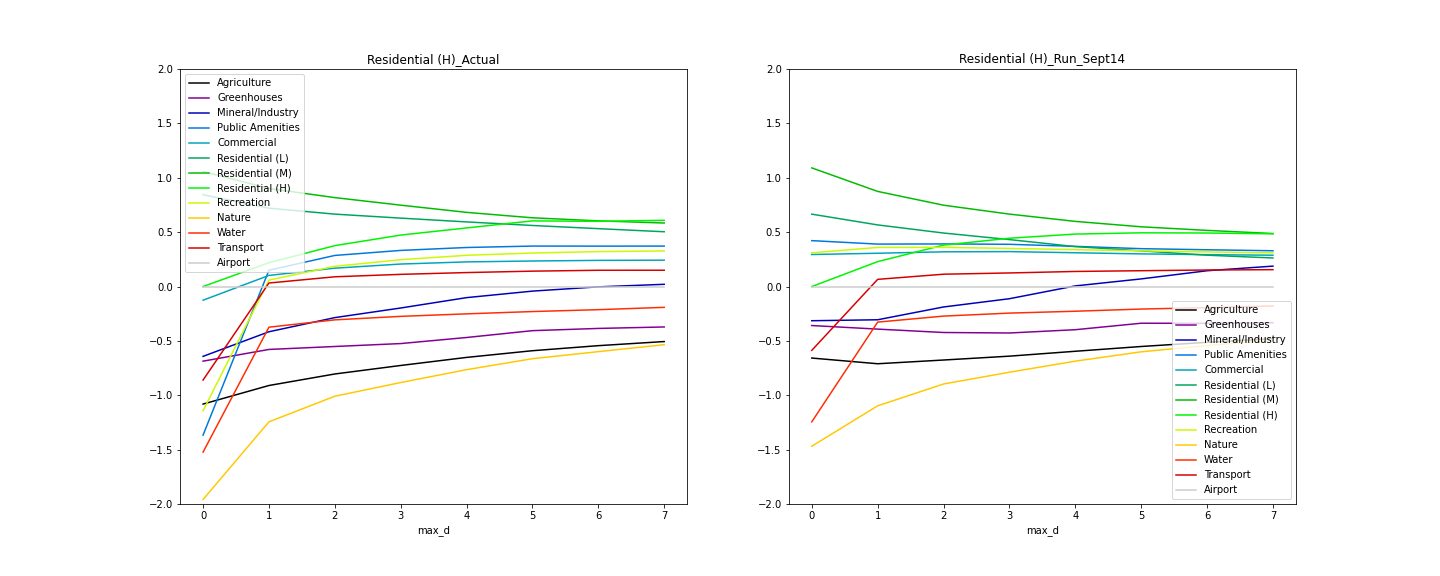 Residential (H)_Actual
2.0
1.5
1.0
0.5
0.0
−0.5
−1.0
−1.5
−2.0
Agriculture
Greenhouses
Mineral/Industry
Public Amenities
Commercial
Residential (L)
Residential (M)
Residential (H)
Recreation
Nature
Water
Transport
Airport
0 1 2 3 4 5 6 7
max_d
Residential (H)_Run_Sept14
2.0
1.5
1.0
0.5
0.0
−0.5
−1.0
−1.5
−2.0
Agriculture
Greenhouses
Mineral/Industry
Public Amenities
Commercial
Residential (L)
Residential (M)
Residential (H)
Recreation
Nature
Water
Transport
Airport
0 1 2 3 4 5 6 7
max_d